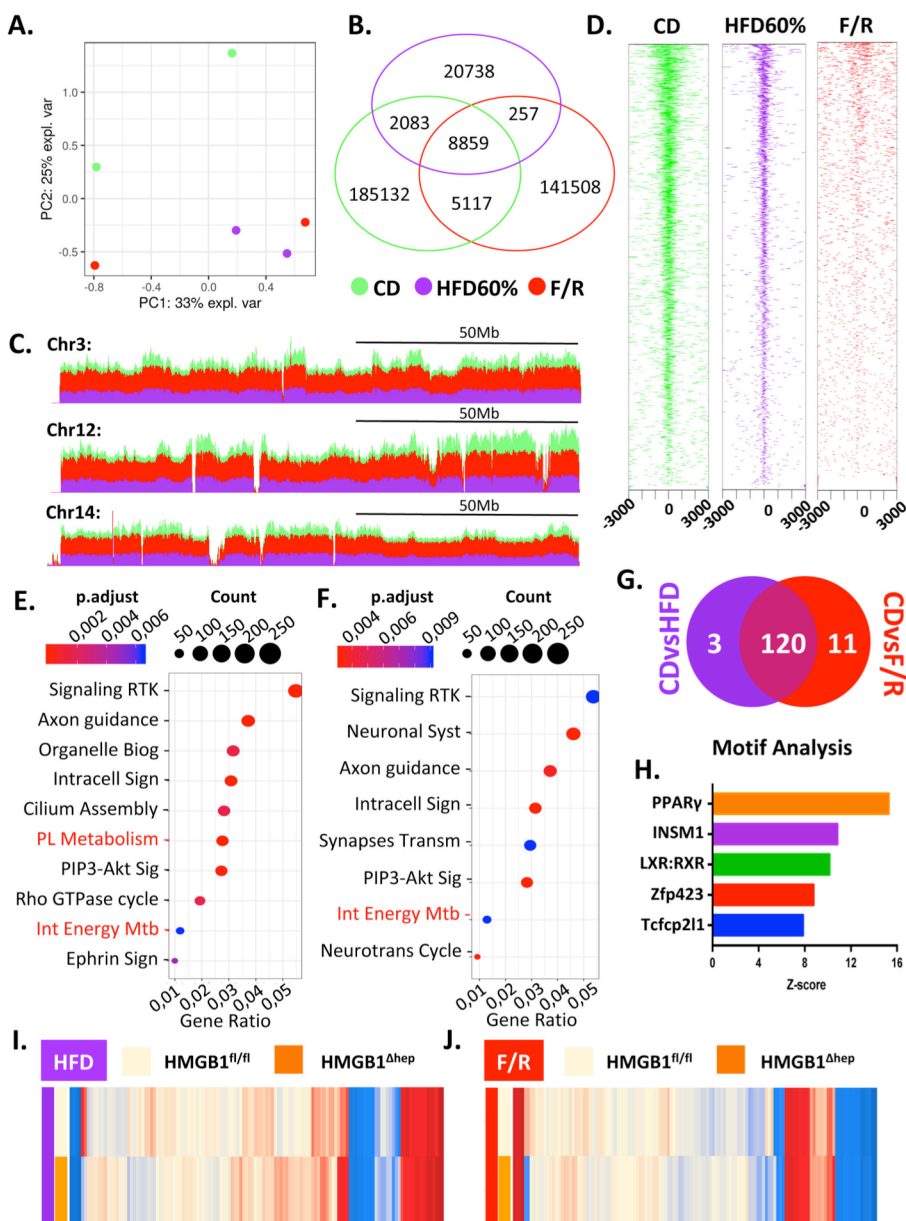 A.
PC2: 25% expl. var
1.0
0.5
0.0
-0.5
-0.8
-0.4
0.0
0.4
PC1: 33% expl. var
B.
20738
2083
257
8859
185132
5117
141508
CD
HFD60%
F/R
C.
Chr3:
50Mb
Chr12:
50Mb
Chr14:
50Mb
D.
CD
HFD60%
F/R
-3000
0
3000
-3000
0
3000
-3000
0
3000
E.
p.adjust
0,002
0,004
0,006
Count
50
100
150
200
250
Signaling RTK
Axon guidance
Organelle Biog
Intracell Sign
Cilium Assembly
PL Metabolism
PIP3-Akt Sig
Rho GTPase cycle
Int Energy Mtb
Ephrin Sign
0,01
0,02
0,03
0,04
0,05
Gene Ratio
F.
p.adjust
0,004
0,006
0,009
Count
50
100
150
200
250
Signaling RTK
Neuronal Syst
Axon guidance
Intracell Sign
Synapses Transm
PIP3-Akt Sig
Int Energy Mtb
Neurotrans Cycle
0,01
0,02
0,03
0,04
0,05
Gene Ratio
G.
CDvsHFD
3
120
11
CDvsF/R
H.
Motif Analysis
PPARγ
INSM1
LXR:RXR
Zfp423
Tcfcp2l1
0
4
8
12
16
Z-score
I.
HFD
HMGB1fl/fl
HMGB1Δhep
J.
F/R
HMGB1fl/fl
HMGB1Δhep